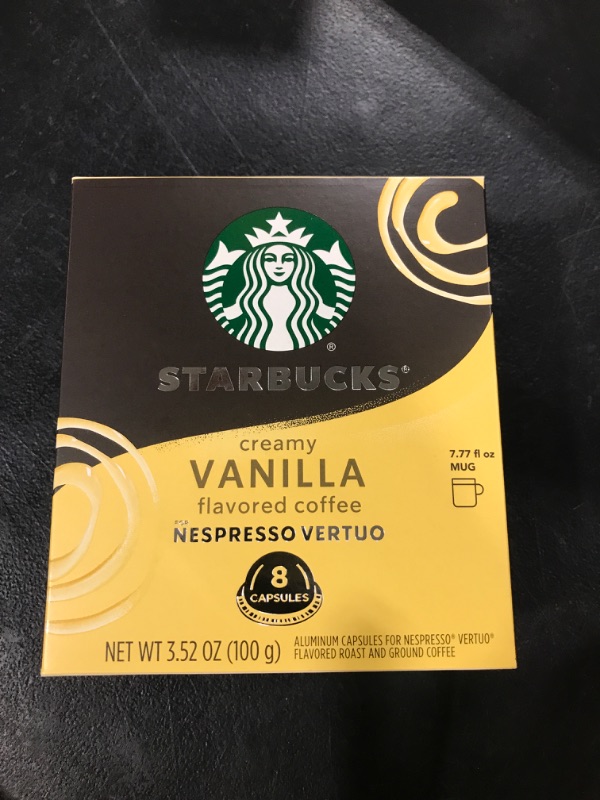 STARBUCKS®
creamy
VANILLA
flavored coffee
FOR
NESPRESSO VERTUO
7.77 fl oz
MUG
8
CAPSULES
NET WT 3.52 OZ (100 g)
ALUMINUM CAPSULES FOR NESPRESSO® VERTUO®
FLAVORED ROAST AND GROUND COFFEE